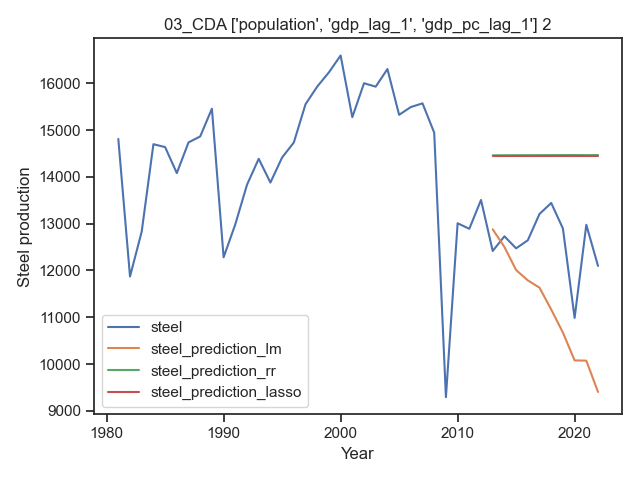 03_CDA ['population', 'gdp_lag_1', 'gdp_pc_lag_1'] 2
16000
15000
14000
13000
12000
11000
10000
9000
Steel production
steel
steel_prediction_lm
steel_prediction_rr
steel_prediction_lasso
1980
1990
2000
2010
2020
Year